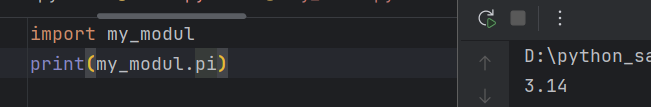 import my_modul
print(my_modul.pi)
D:\python_sa
3.14